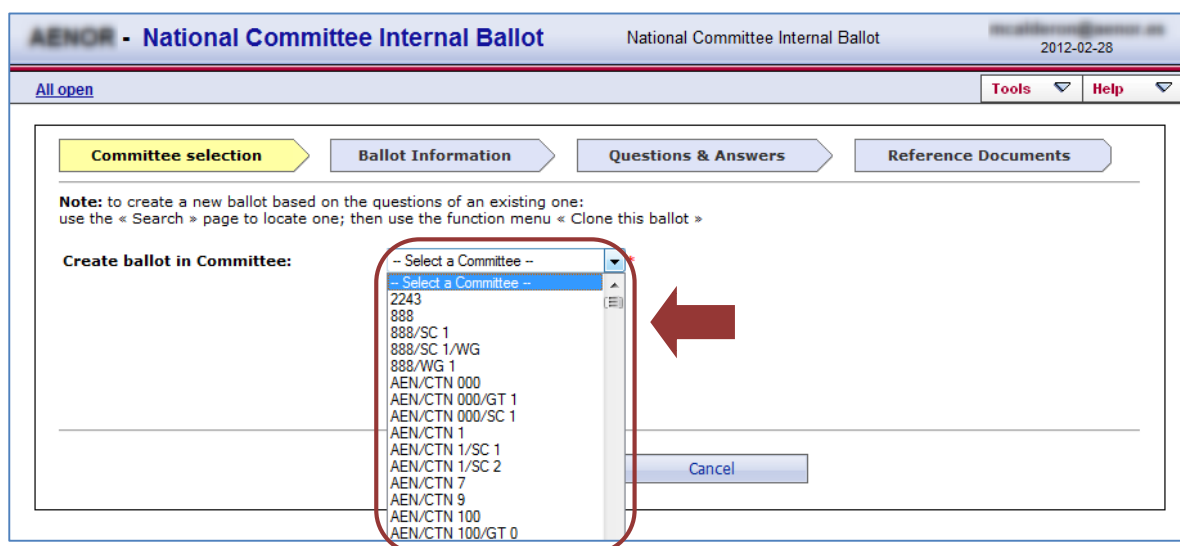 AENOR - National Committee Internal Ballot
National Committee Internal Ballot
2012-02-28
All open
Tools
Help
Committee selection
Ballot Information
Questions & Answers
Reference Documents
Note: to create a new ballot based on the questions of an existing one:
use the « Search » page to locate one; then use the function menu « Clone this ballot »
Create ballot in Committee:
-- Select a Committee -- *
-- Select a Committee --
2243
888
888/SC 1
888/SC 1/WG
888/WG 1
AEN/CTN 000
AEN/CTN 000/GT 1
AEN/CTN 000/SC 1
AEN/CTN 1
AEN/CTN 1/SC 1
AEN/CTN 1/SC 2
AEN/CTN 7
AEN/CTN 9
AEN/CTN 100
AEN/CTN 100/GT 0
Cancel